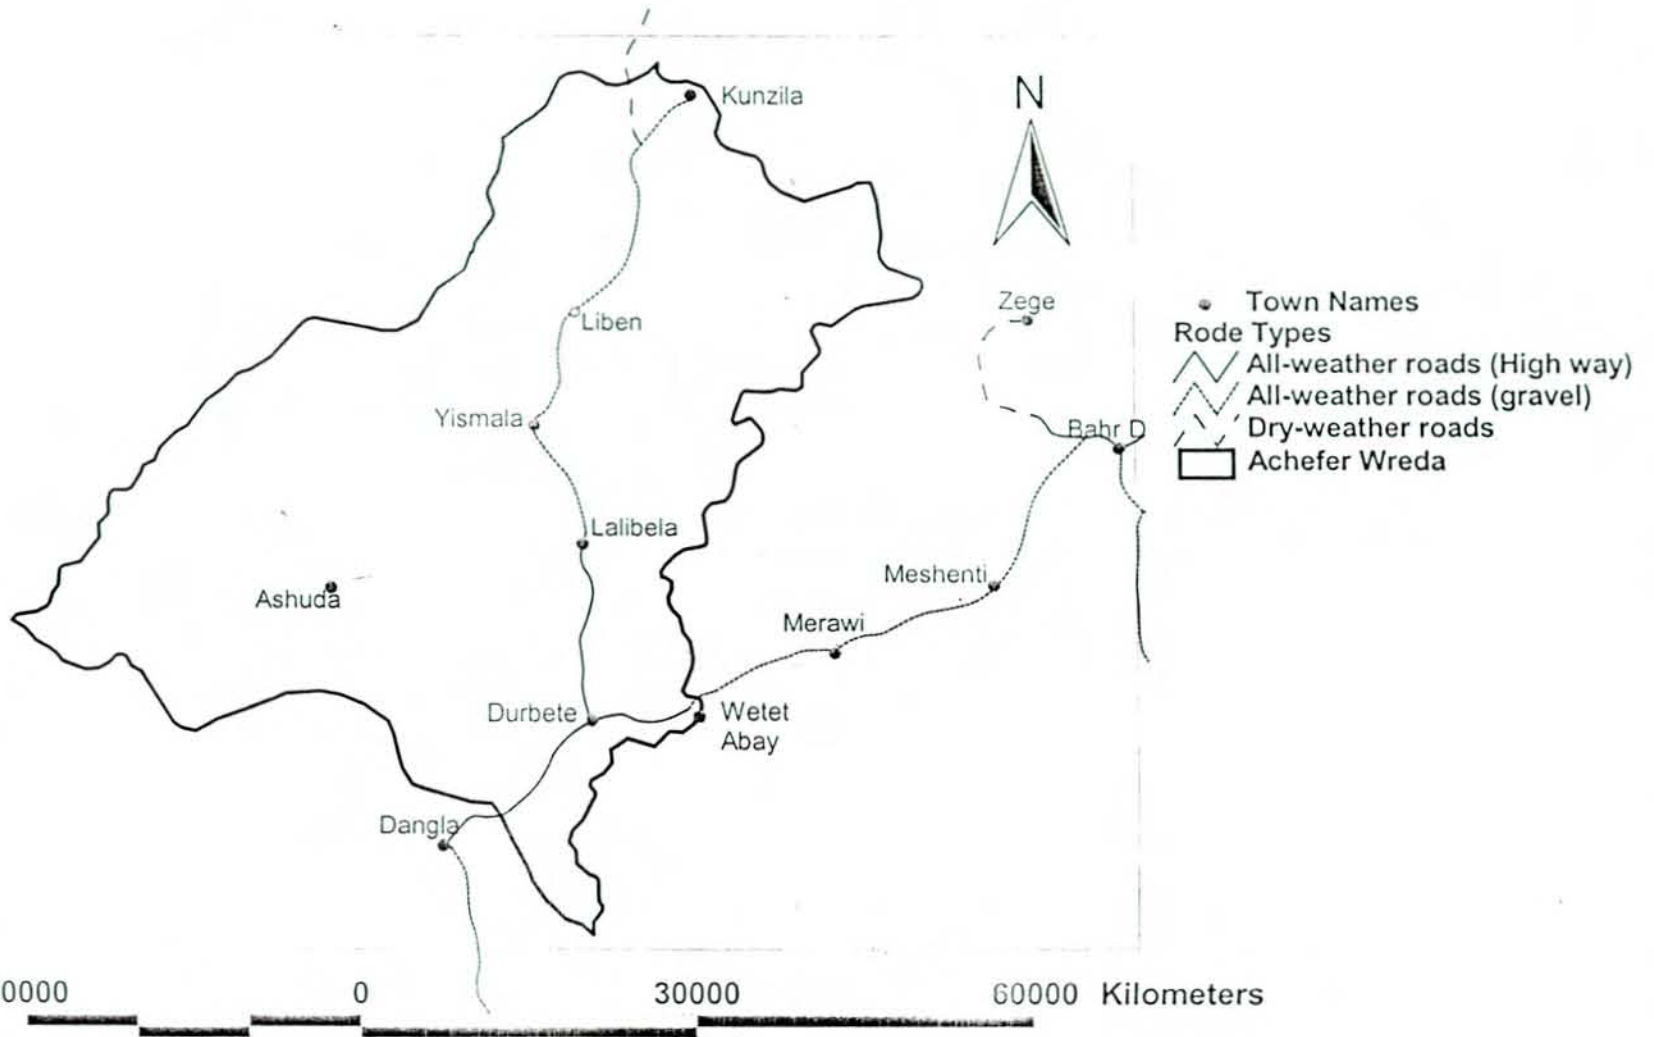 Kunzila
N
Liben
Zege
Town Names
Rode Types
All-weather roads (High way)
All-weather roads (gravel)
Dry-weather roads
Achefer Wreda
Yismala
Bahr D
Lalibela
Ashuda
Meshenti
Merawi
Durbete
Wetet
Abay
Dangla
0000 0 30000 60000 Kilometers